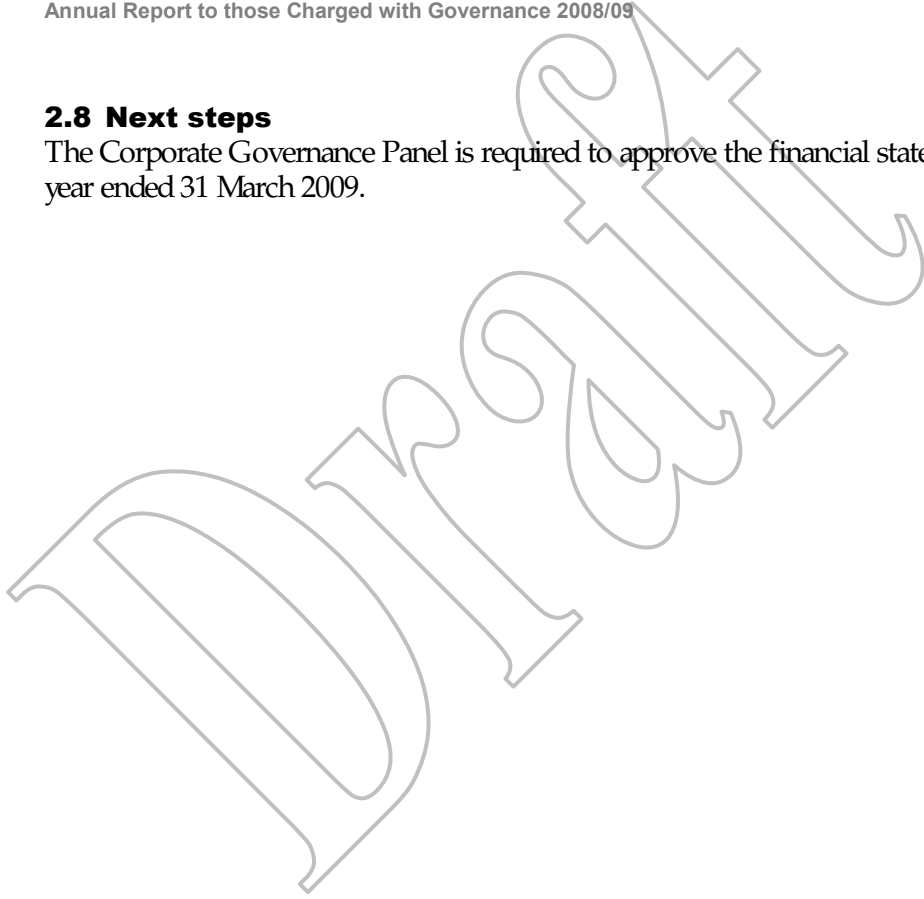 Annual Report to those Charged with Governance 2008/09
2.8 Next steps
The Corporate Governance Panel is required to approve the financial
year ended 31 March 2009.
Draft